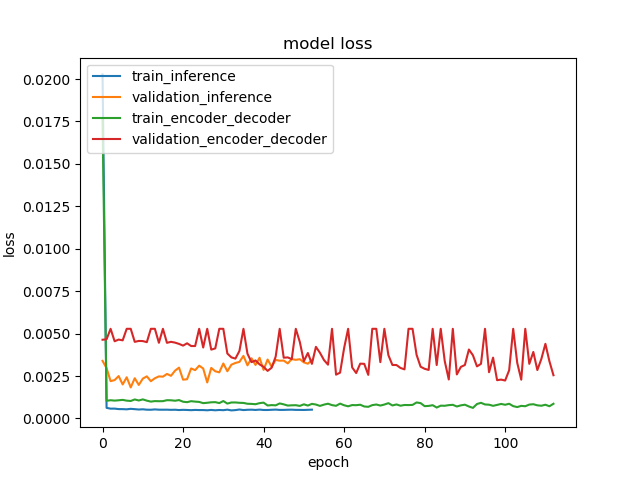 model loss
train_inference
validation_inference
train_encoder_decoder
validation_encoder_decoder
0.0200
0.0175
0.0150
0.0125
0.0100
0.0075
0.0050
0.0025
0.0000
loss
0 20 40 60 80 100
epoch